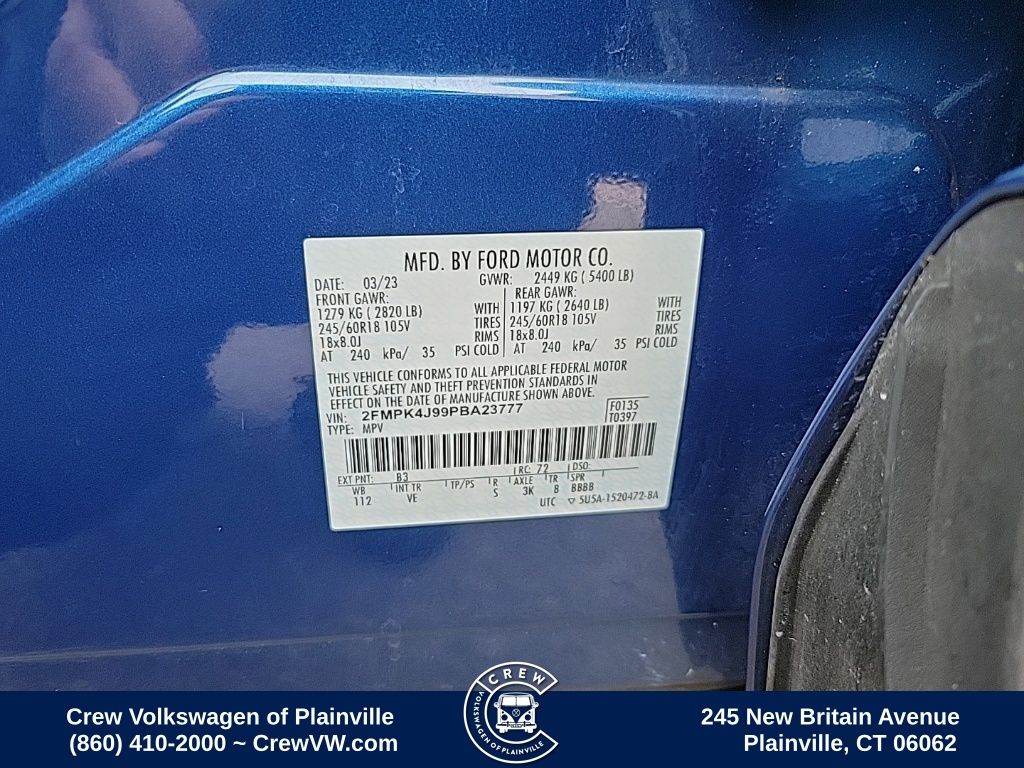 MFD. BY FORD MOTOR CO.
DATE: 03/23 GVWR: 2449 KG ( 5400 LB)
FRONT GAWR: REAR GAWR:
1279 KG ( 2820 LB) WITH 1197 KG ( 2640 LB) WITH
245/60R18 105V TIRES 245/60R18 105V TIRES
18x8.0J RIMS 18x8.0J RIMS
AT 240 kPa/ 35 PSI COLD AT 240 kPa/ 35 PSI COLD
THIS VEHICLE CONFORMS TO ALL APPLICABLE FEDERAL MOTOR
VEHICLE SAFETY AND THEFT PREVENTION STANDARDS IN
EFFECT ON THE DATE OF MANUFACTURE SHOWN ABOVE.
VIN: 2FMPK4J99PBA23777 F0135
TYPE: MPV T0397
EXT PNT: B3 RC: 72 DSO:
WB INT TR TP/PS R AXLE TR SPR
112 VE S 3K 8 BBBB
UTC ▽ 5U5A-1520472-BA
CREW
VOLKSWAGEN OF PLAINVILLE
Crew Volkswagen of Plainville
(860) 410-2000 ~ CrewVW.com
245 New Britain Avenue
Plainville, CT 06062